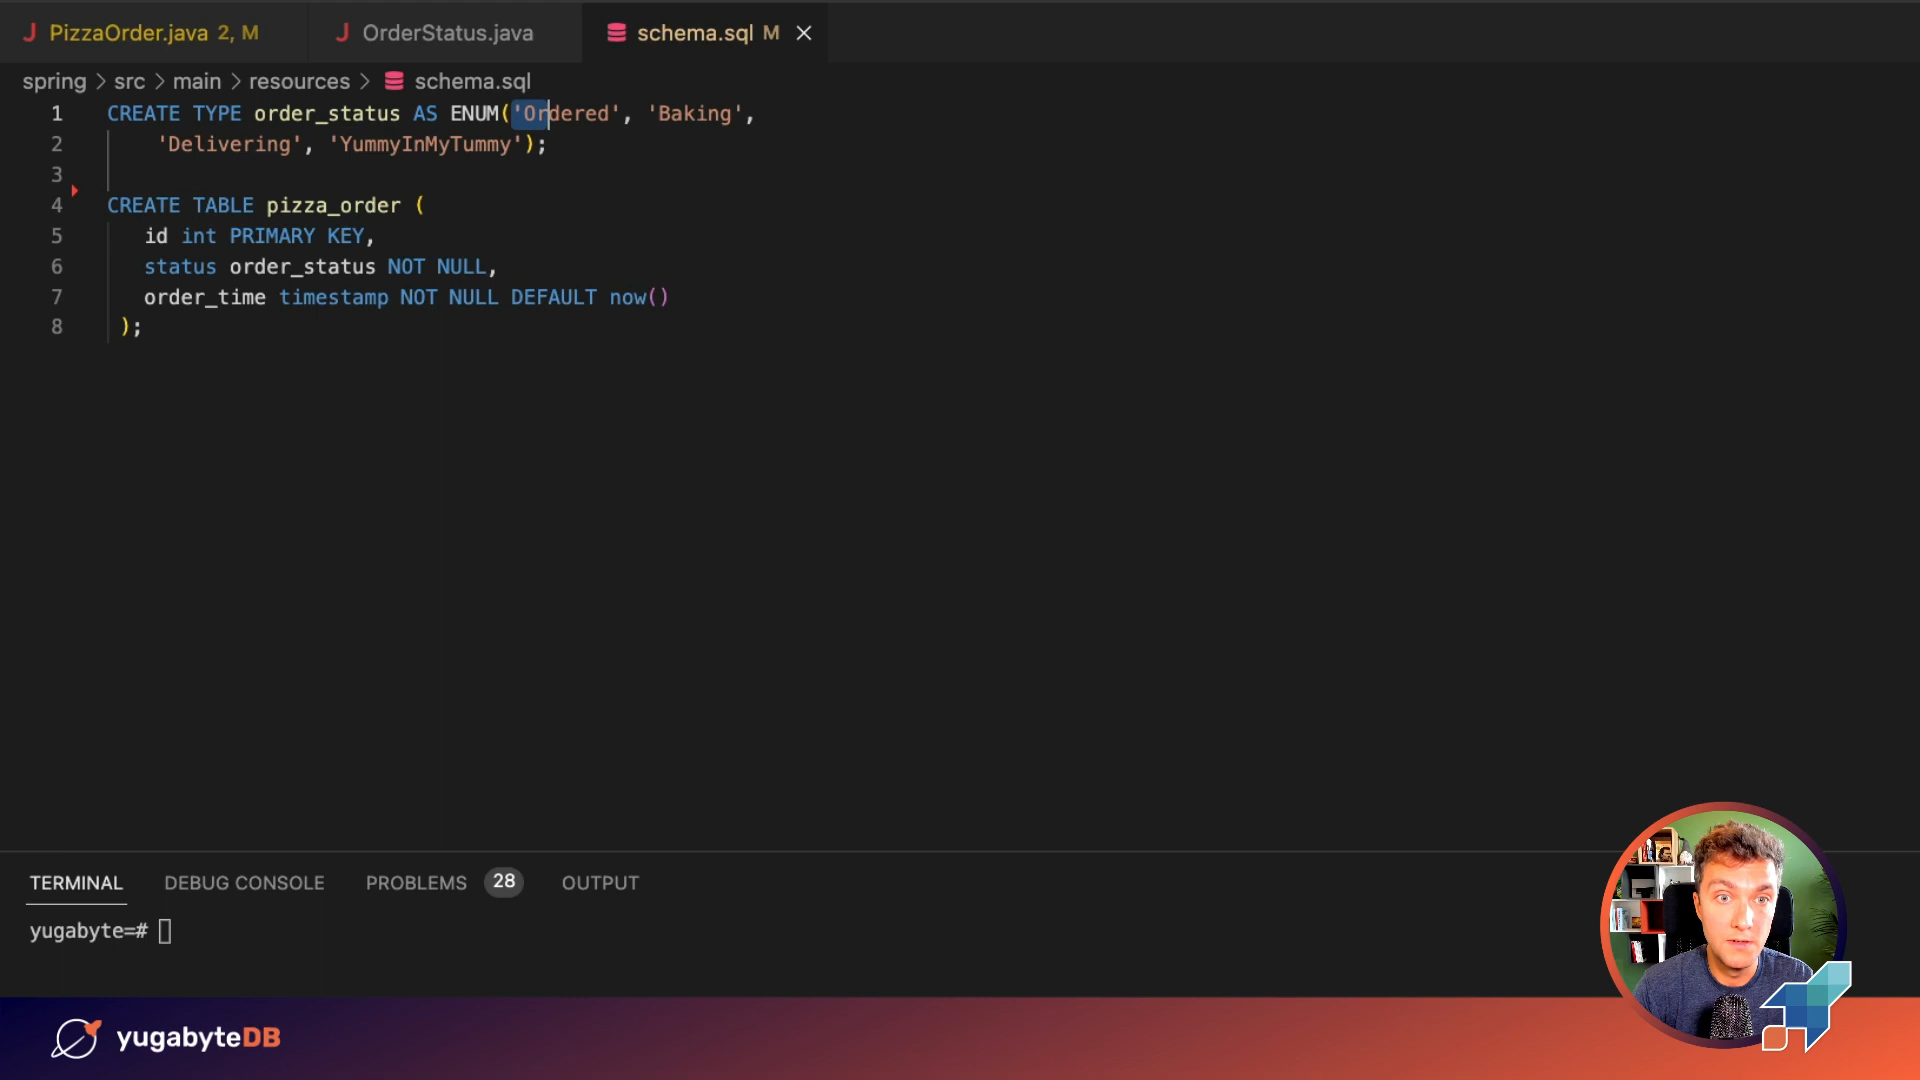 PizzaOrder.java 2, M
OrderStatus.java
schema.sql M
spring > src > main > resources > schema.sql
1 CREATE TYPE order_status AS ENUM('Ordered', 'Baking',
2 'Delivering', 'YummyInMyTummy');
3
4 CREATE TABLE pizza_order (
5 id int PRIMARY KEY,
6 status order_status NOT NULL,
7 order_time timestamp NOT NULL DEFAULT now()
8 );
TERMINAL DEBUG CONSOLE PROBLEMS 28 OUTPUT
yugabyte=#
yugabyteDB